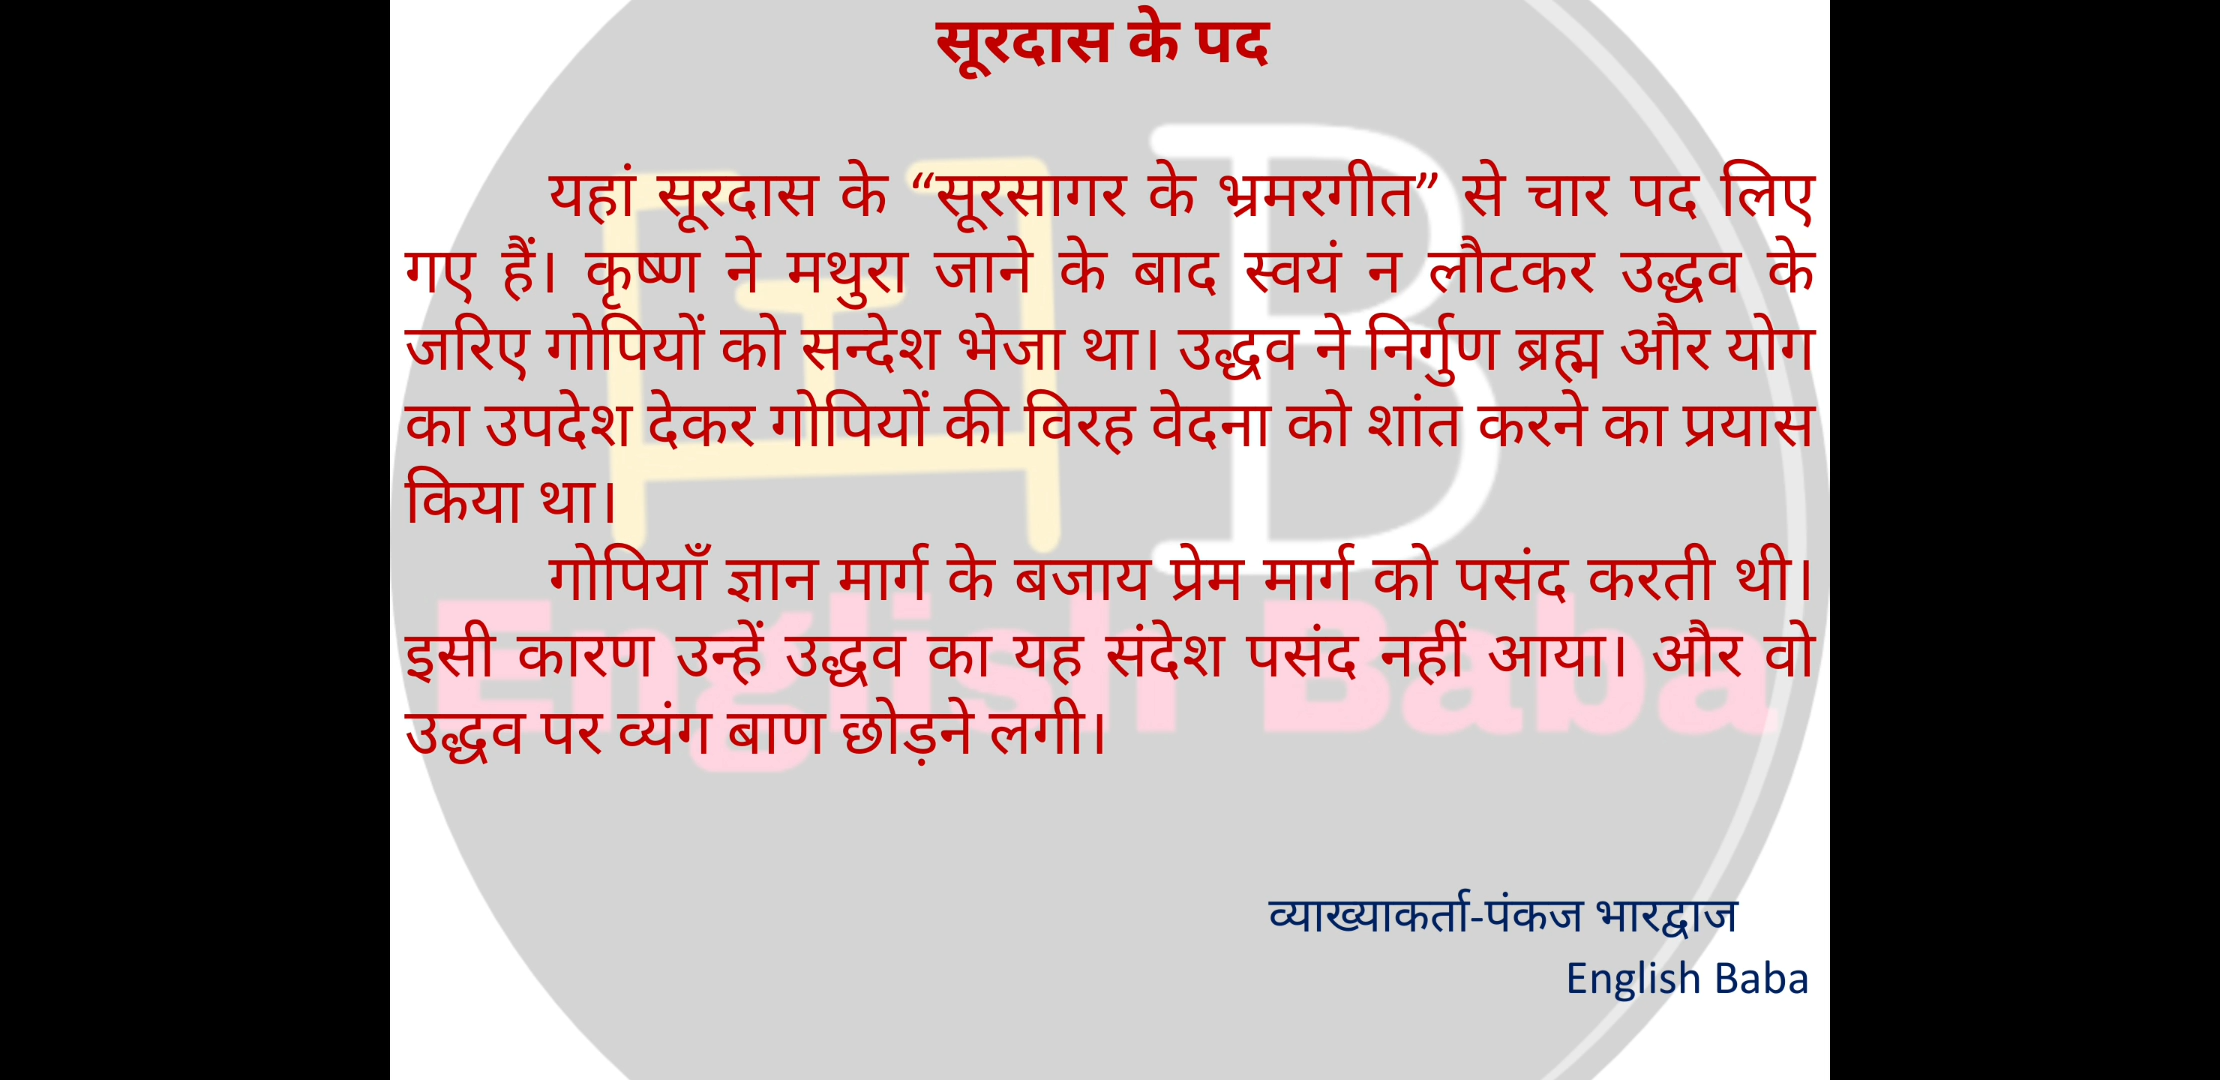 सूरदास के पद
यहां सूरदास के “सूरसागर के भ्रमरगीत” से चार पद लिए
गए हैं। कृष्ण ने मथुरा जाने के बाद स्वयं न लौटकर उद्धव के
जरिए गोपियों को सन्देश भेजा था। उद्धव ने निर्गुण ब्रह्म और योग
का उपदेश देकर गोपियों की विरह वेदना को शांत करने का प्रयास
किया था।
गोपियाँ ज्ञान मार्ग के बजाय प्रेम मार्ग को पसंद करती थी।
इसी कारण उन्हें उद्धव का यह संदेश पसंद नहीं आया। और वो
उद्धव पर व्यंग बाण छोड़ने लगी।
English Baba
व्याख्याकर्ता-पंकज भारद्वाज
English Baba